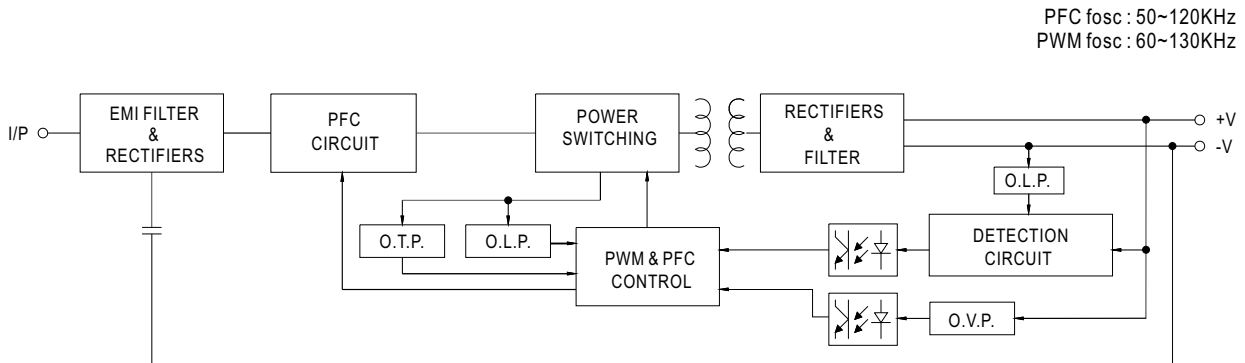 PFC fosc : 50~120KHz
PWM fosc : 60~130KHz
I/P
EMI FILTER
&
RECTIFIERS
PFC
CIRCUIT
POWER
SWITCHING
RECTIFIERS
&
FILTER
+V
-V
O.L.P.
O.T.P.
O.L.P.
PWM & PFC
CONTROL
DETECTION
CIRCUIT
O.V.P.